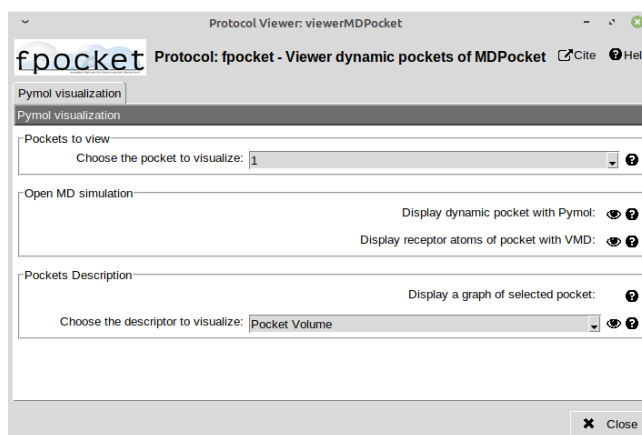 Protocol Viewer: viewerMDPocket
fpocket Protocol: fpocket - Viewer dynamic pockets of MDPocket Cite Hel
Pymol visualization
Pymol visualization
Pockets to view
Choose the pocket to visualize: 1
Open MD simulation
Display dynamic pocket with Pymol:
Display receptor atoms of pocket with VMD:
Pockets Description
Display a graph of selected pocket:
Choose the descriptor to visualize: Pocket Volume
Close